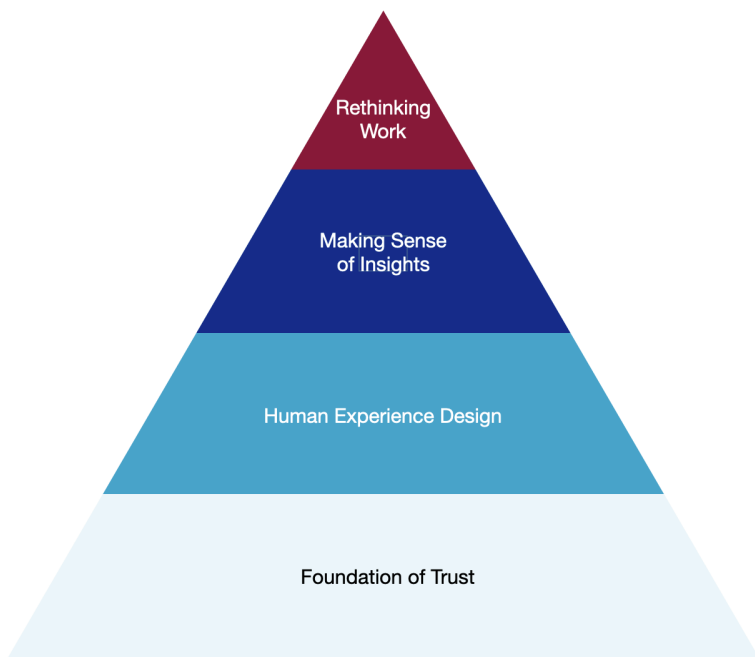 Rethinking
Work
Making Sense
of Insights
Human Experience Design
Foundation of Trust